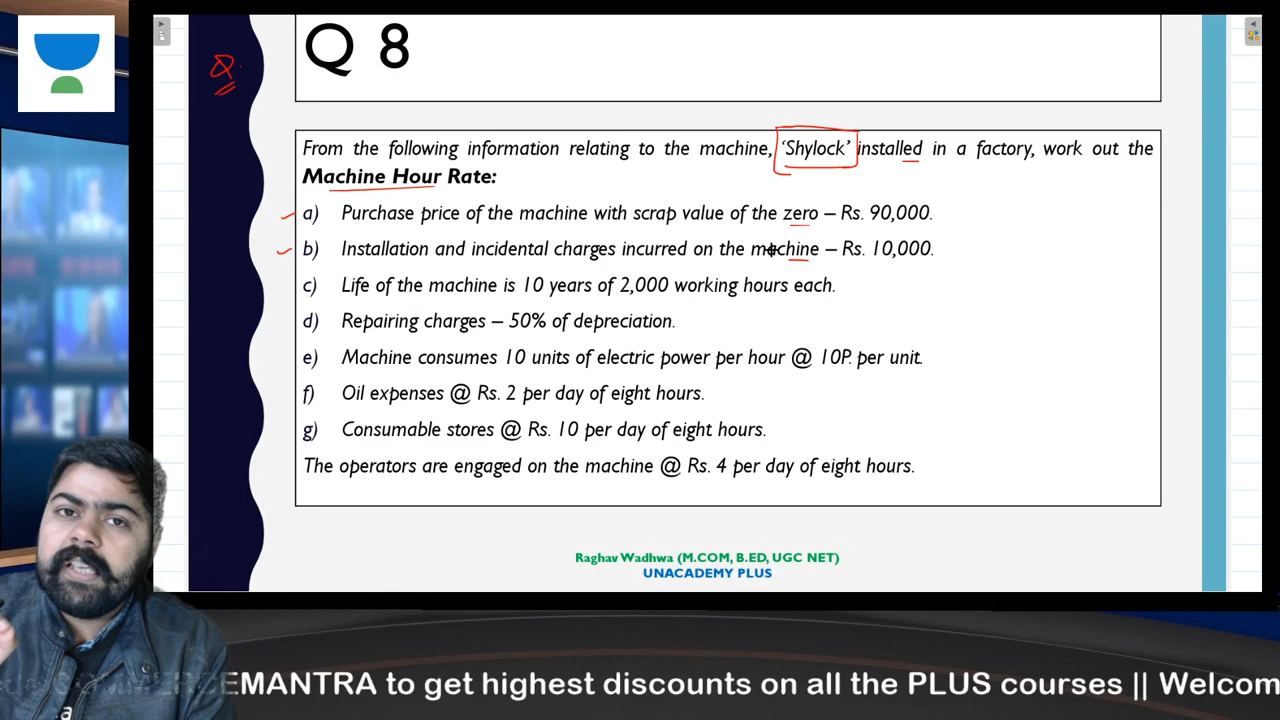 Q 8
Q.
From the following information relating to the machine, ‘Shylock’ installed in a factory, work out the
Machine Hour Rate:
a) Purchase price of the machine with scrap value of the zero – Rs. 90,000.
b) Installation and incidental charges incurred on the machine – Rs. 10,000.
c) Life of the machine is 10 years of 2,000 working hours each.
d) Repairing charges – 50% of depreciation.
e) Machine consumes 10 units of electric power per hour @ 10P. per unit.
f) Oil expenses @ Rs. 2 per day of eight hours.
g) Consumable stores @ Rs. 10 per day of eight hours.
The operators are engaged on the machine @ Rs. 4 per day of eight hours.
Raghav Wadhwa (M.COM, B.ED, UGC NET)
UNACADEMY PLUS
MANTRA to get highest discounts on all the PLUS courses || Welcom